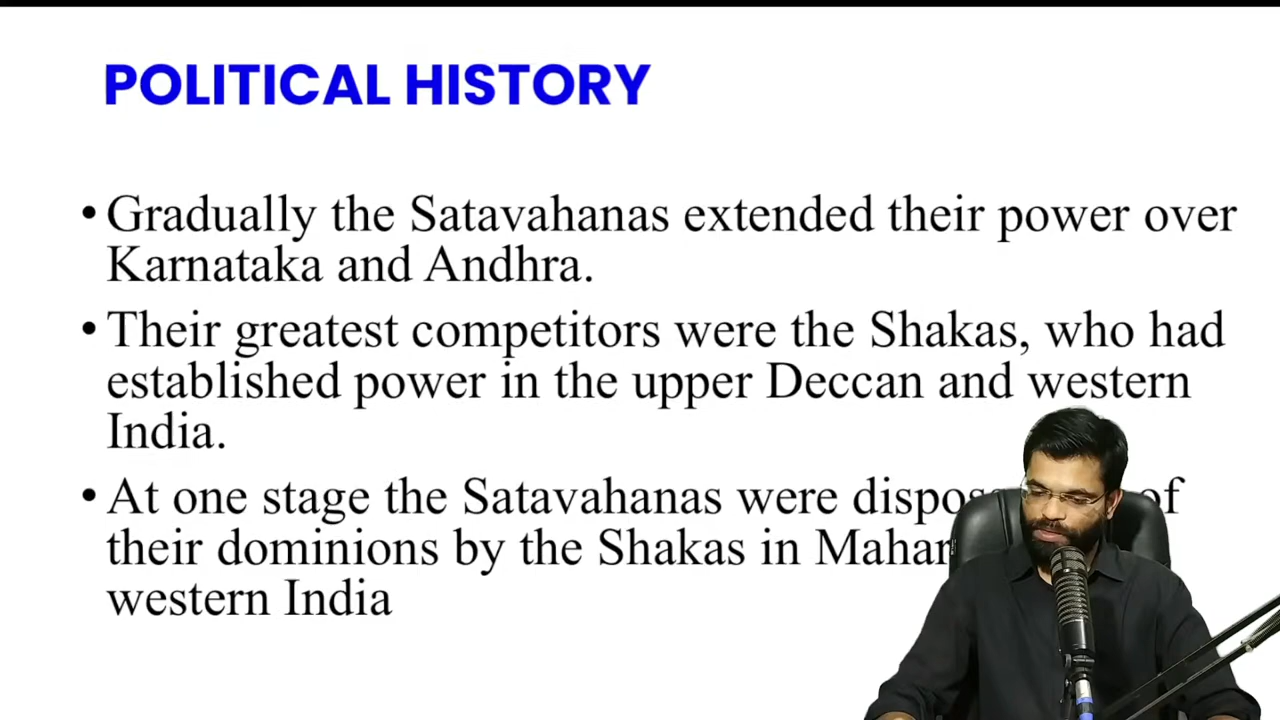 POLITICAL HISTORY
• Gradually the Satavahanas extended their power over
Karnataka and Andhra.
• Their greatest competitors were the Shakas, who had
established power in the upper Deccan and western
India.
• At one stage the Satavahanas were of
their dominions by the Shakas in
western India